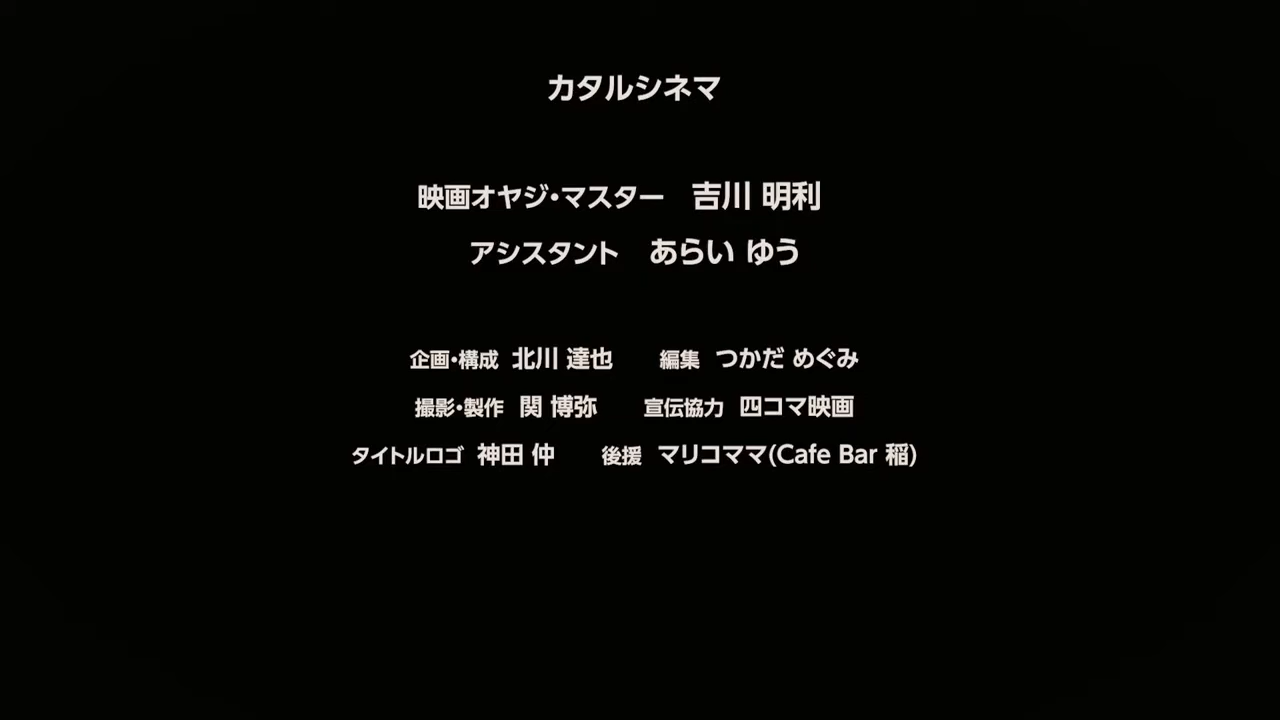 カタルシネマ
映画オヤジ・マスター 吉川 明利
アシスタント あらい ゆう
企画・構成 北川 達也 編集 つかだ めぐみ
撮影・製作 関 博弥 宣伝協力 四コマ映画
タイトルロゴ 神田 仲 後援 マリコママ(Cafe Bar 稲)